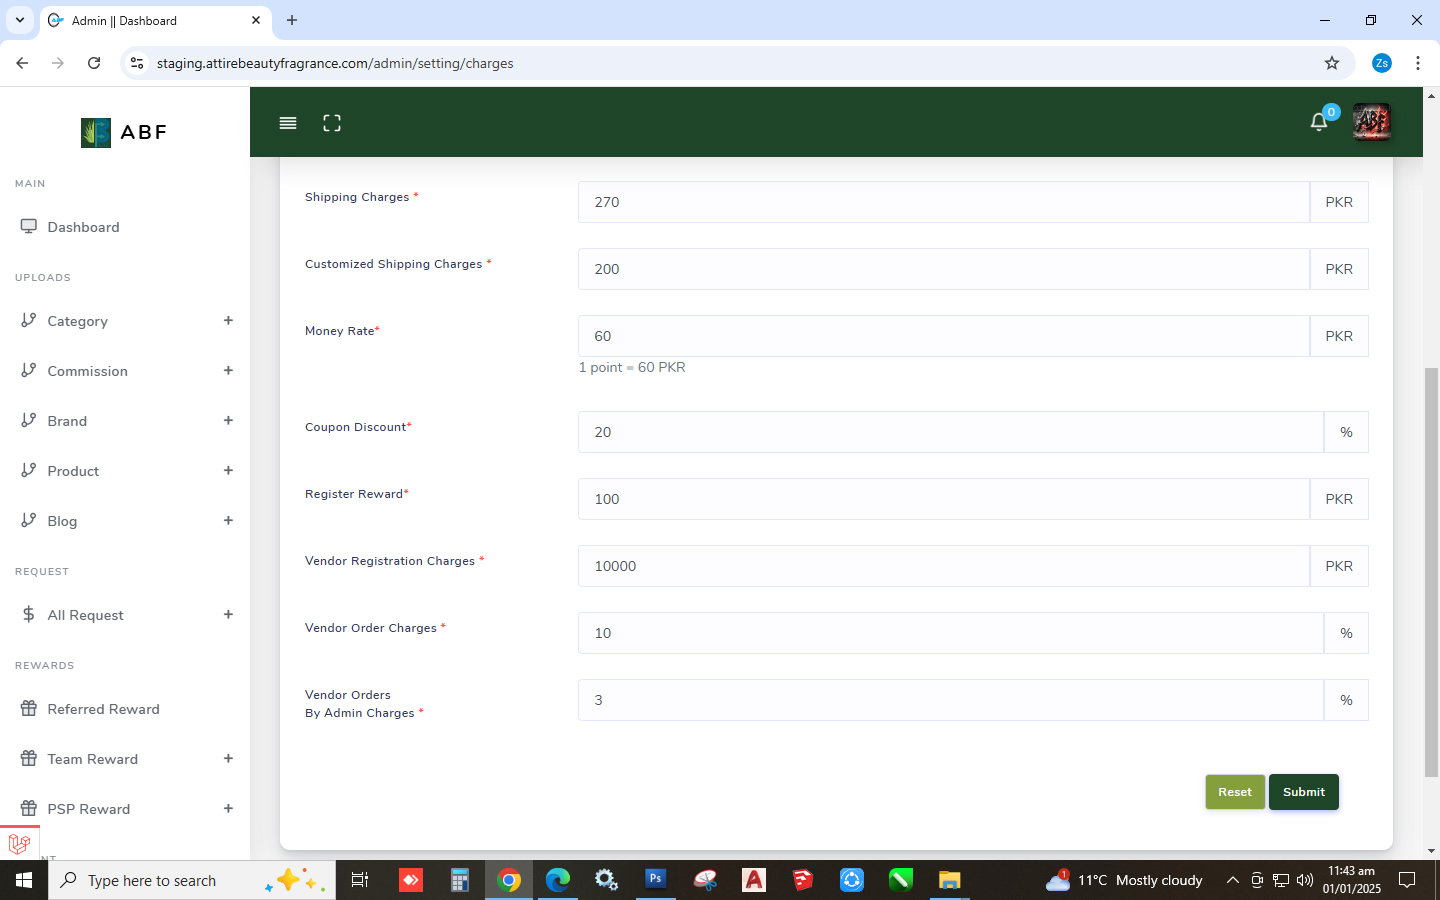 Admin || Dashboard
staging.attirebeautyfragrance.com/admin/setting/charges
Zs
ABF
0
ABF
MAIN
Dashboard
UPLOADS
Category +
Commission +
Brand +
Product +
Blog +
REQUEST
All Request +
REWARDS
Referred Reward
Team Reward +
PSP Reward +
NT
Shipping Charges * 270 PKR
Customized Shipping Charges * 200 PKR
Money Rate* 60 PKR
1 point = 60 PKR
Coupon Discount* 20 %
Register Reward* 100 PKR
Vendor Registration Charges * 10000 PKR
Vendor Order Charges * 10 %
Vendor Orders
By Admin Charges * 3 %
Reset Submit
Type here to search
Ps
A
1
11°C Mostly cloudy
11:43 am
01/01/2025